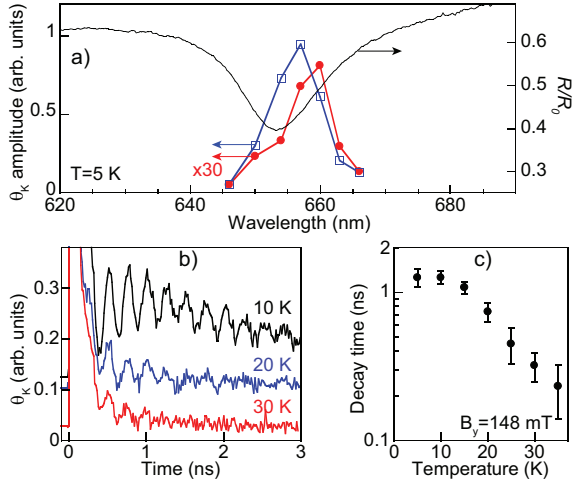 a)
θK amplitude (arb. units)
1
0.5
0
T=5 K
x30
0.6
0.5
0.4
0.3
R/R0
620
640
660
680
Wavelength (nm)
b)
θK (arb. units)
0.3
0.2
0.1
0
10 K
20 K
30 K
0
1
2
3
Time (ns)
c)
Decay time (ns)
2
1
0.1
By=148 mT
0
10
20
30
Temperature (K)